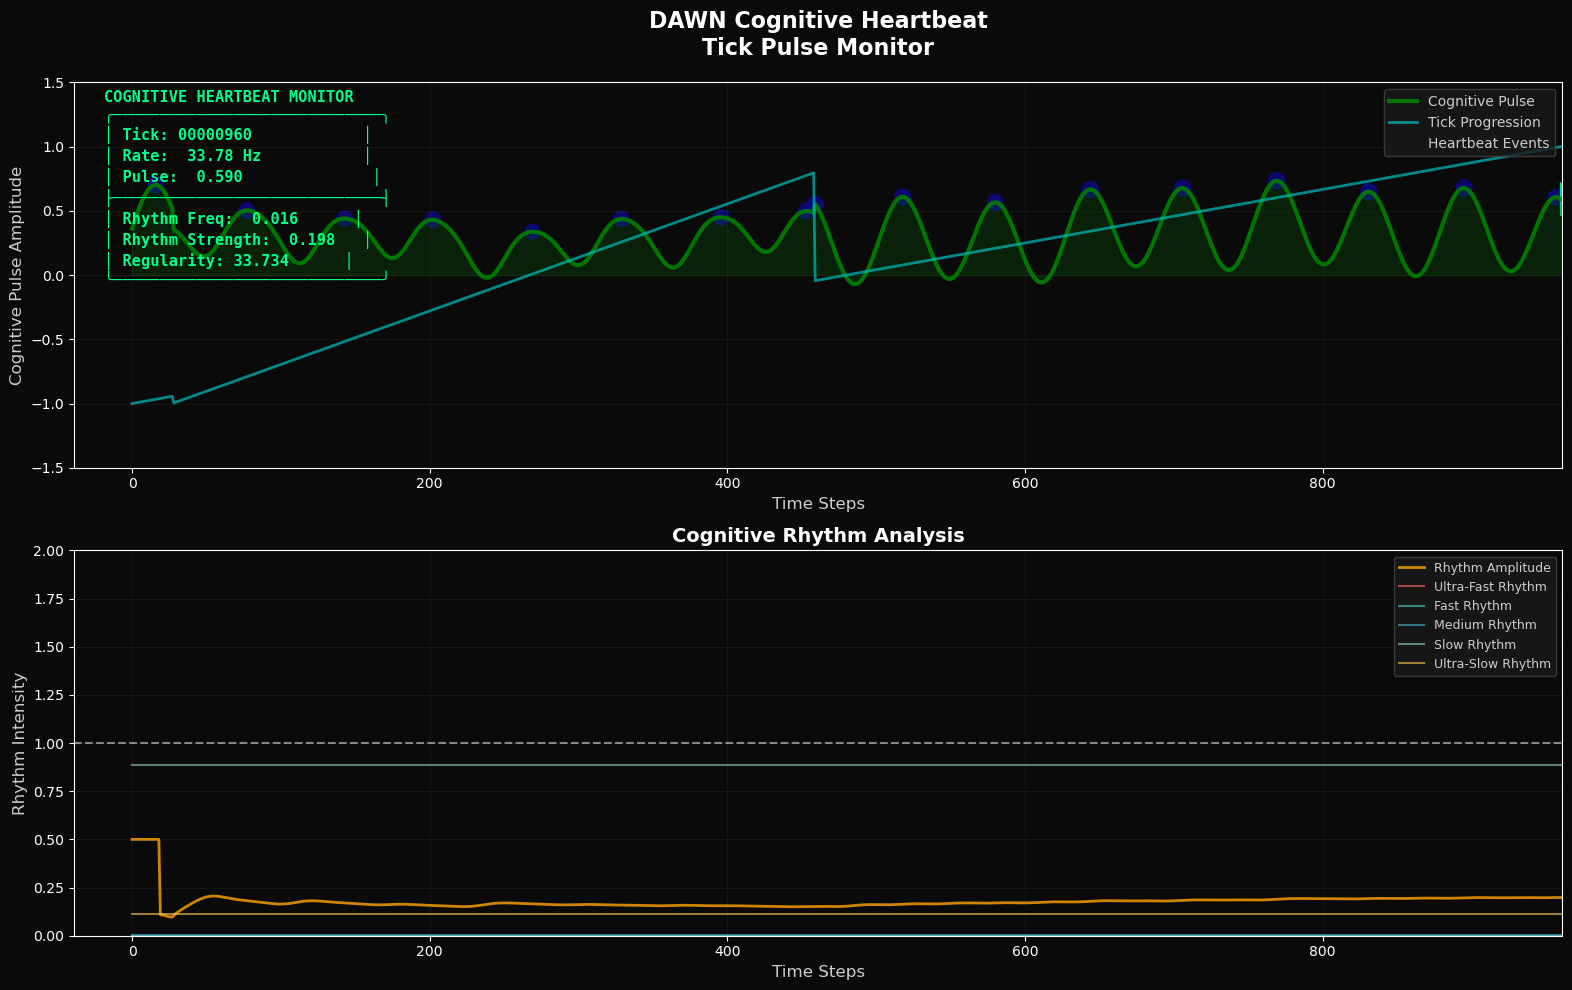 DAWN Cognitive Heartbeat
Tick Pulse Monitor
1.5
1.0
0.5
0.0
−0.5
−1.0
−1.5
Cognitive Pulse Amplitude
COGNITIVE HEARTBEAT MONITOR
Tick: 00000960
Rate:  33.78 Hz
Pulse:  0.590
Rhythm Freq:  0.016
Rhythm Strength:  0.198
Regularity: 33.734
Cognitive Pulse
Tick Progression
Heartbeat Events
0
200
400
600
800
Time Steps
Cognitive Rhythm Analysis
2.00
1.75
1.50
1.25
1.00
0.75
0.50
0.25
0.00
Rhythm Intensity
Rhythm Amplitude
Ultra-Fast Rhythm
Fast Rhythm
Medium Rhythm
Slow Rhythm
Ultra-Slow Rhythm
0
200
400
600
800
Time Steps